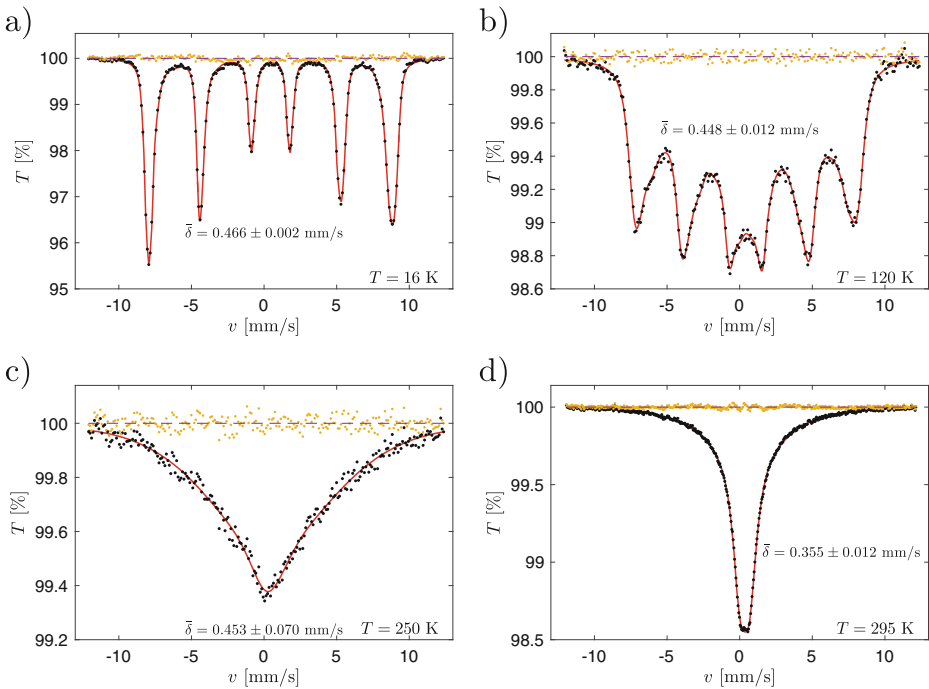 a)
100
99
98
97
96
95
T [%]
δ̄ = 0.466 ± 0.002 mm/s
T = 16 K
-10 -5 0 5 10
v [mm/s]
b)
100
99.8
99.6
99.4
99.2
99
98.8
98.6
T [%]
δ̄ = 0.448 ± 0.012 mm/s
T = 120 K
-10 -5 0 5 10
v [mm/s]
c)
100
99.8
99.6
99.4
99.2
T [%]
δ̄ = 0.453 ± 0.070 mm/s
T = 250 K
-10 -5 0 5 10
v [mm/s]
d)
100
99.5
99
98.5
T [%]
δ̄ = 0.355 ± 0.012 mm/s
T = 295 K
-10 -5 0 5 10
v [mm/s]